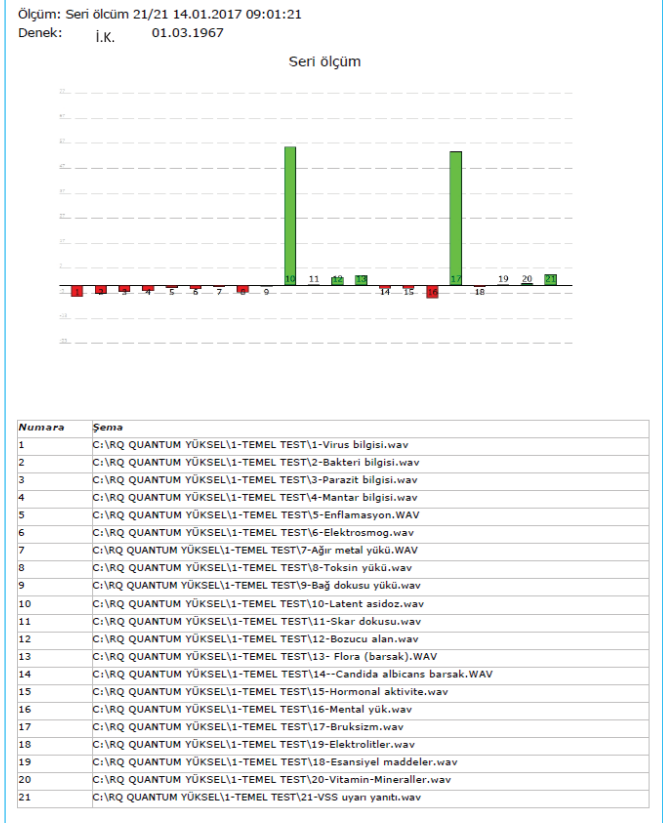 Ölçüm: Seri ölcüm 21/21 14.01.2017 09:01:21
Denek: İ.K. 01.03.1967
Seri ölçüm
10 11 12 13 17 19 20 21
1 2 3 4 5 6 7 8 9 14 15 16 18
Numara Şema
1 C:\RQ QUANTUM YÜKSEL\1-TEMEL TEST\1-Virus bilgisi.wav
2 C:\RQ QUANTUM YÜKSEL\1-TEMEL TEST\2-Bakteri bilgisi.wav
3 C:\RQ QUANTUM YÜKSEL\1-TEMEL TEST\3-Parazit bilgisi.wav
4 C:\RQ QUANTUM YÜKSEL\1-TEMEL TEST\4-Mantar bilgisi.wav
5 C:\RQ QUANTUM YÜKSEL\1-TEMEL TEST\5-Enflamasyon.WAV
6 C:\RQ QUANTUM YÜKSEL\1-TEMEL TEST\6-Elektrosmog.wav
7 C:\RQ QUANTUM YÜKSEL\1-TEMEL TEST\7-Ağır metal yükü.WAV
8 C:\RQ QUANTUM YÜKSEL\1-TEMEL TEST\8-Toksin yükü.wav
9 C:\RQ QUANTUM YÜKSEL\1-TEMEL TEST\9-Bağ dokusu yükü.wav
10 C:\RQ QUANTUM YÜKSEL\1-TEMEL TEST\10-Latent asidoz.wav
11 C:\RQ QUANTUM YÜKSEL\1-TEMEL TEST\11-Skar dokusu.wav
12 C:\RQ QUANTUM YÜKSEL\1-TEMEL TEST\12-Bozucu alan.wav
13 C:\RQ QUANTUM YÜKSEL\1-TEMEL TEST\13- Flora (barsak).WAV
14 C:\RQ QUANTUM YÜKSEL\1-TEMEL TEST\14--Candida albicans barsak.WAV
15 C:\RQ QUANTUM YÜKSEL\1-TEMEL TEST\15-Hormonal aktivite.wav
16 C:\RQ QUANTUM YÜKSEL\1-TEMEL TEST\16-Mental yük.wav
17 C:\RQ QUANTUM YÜKSEL\1-TEMEL TEST\17-Bruksizm.wav
18 C:\RQ QUANTUM YÜKSEL\1-TEMEL TEST\19-Elektrolitler.wav
19 C:\RQ QUANTUM YÜKSEL\1-TEMEL TEST\18-Esansiyel maddeler.wav
20 C:\RQ QUANTUM YÜKSEL\1-TEMEL TEST\20-Vitamin-Mineraller.wav
21 C:\RQ QUANTUM YÜKSEL\1-TEMEL TEST\21-VSS uyarı yanıtı.wav